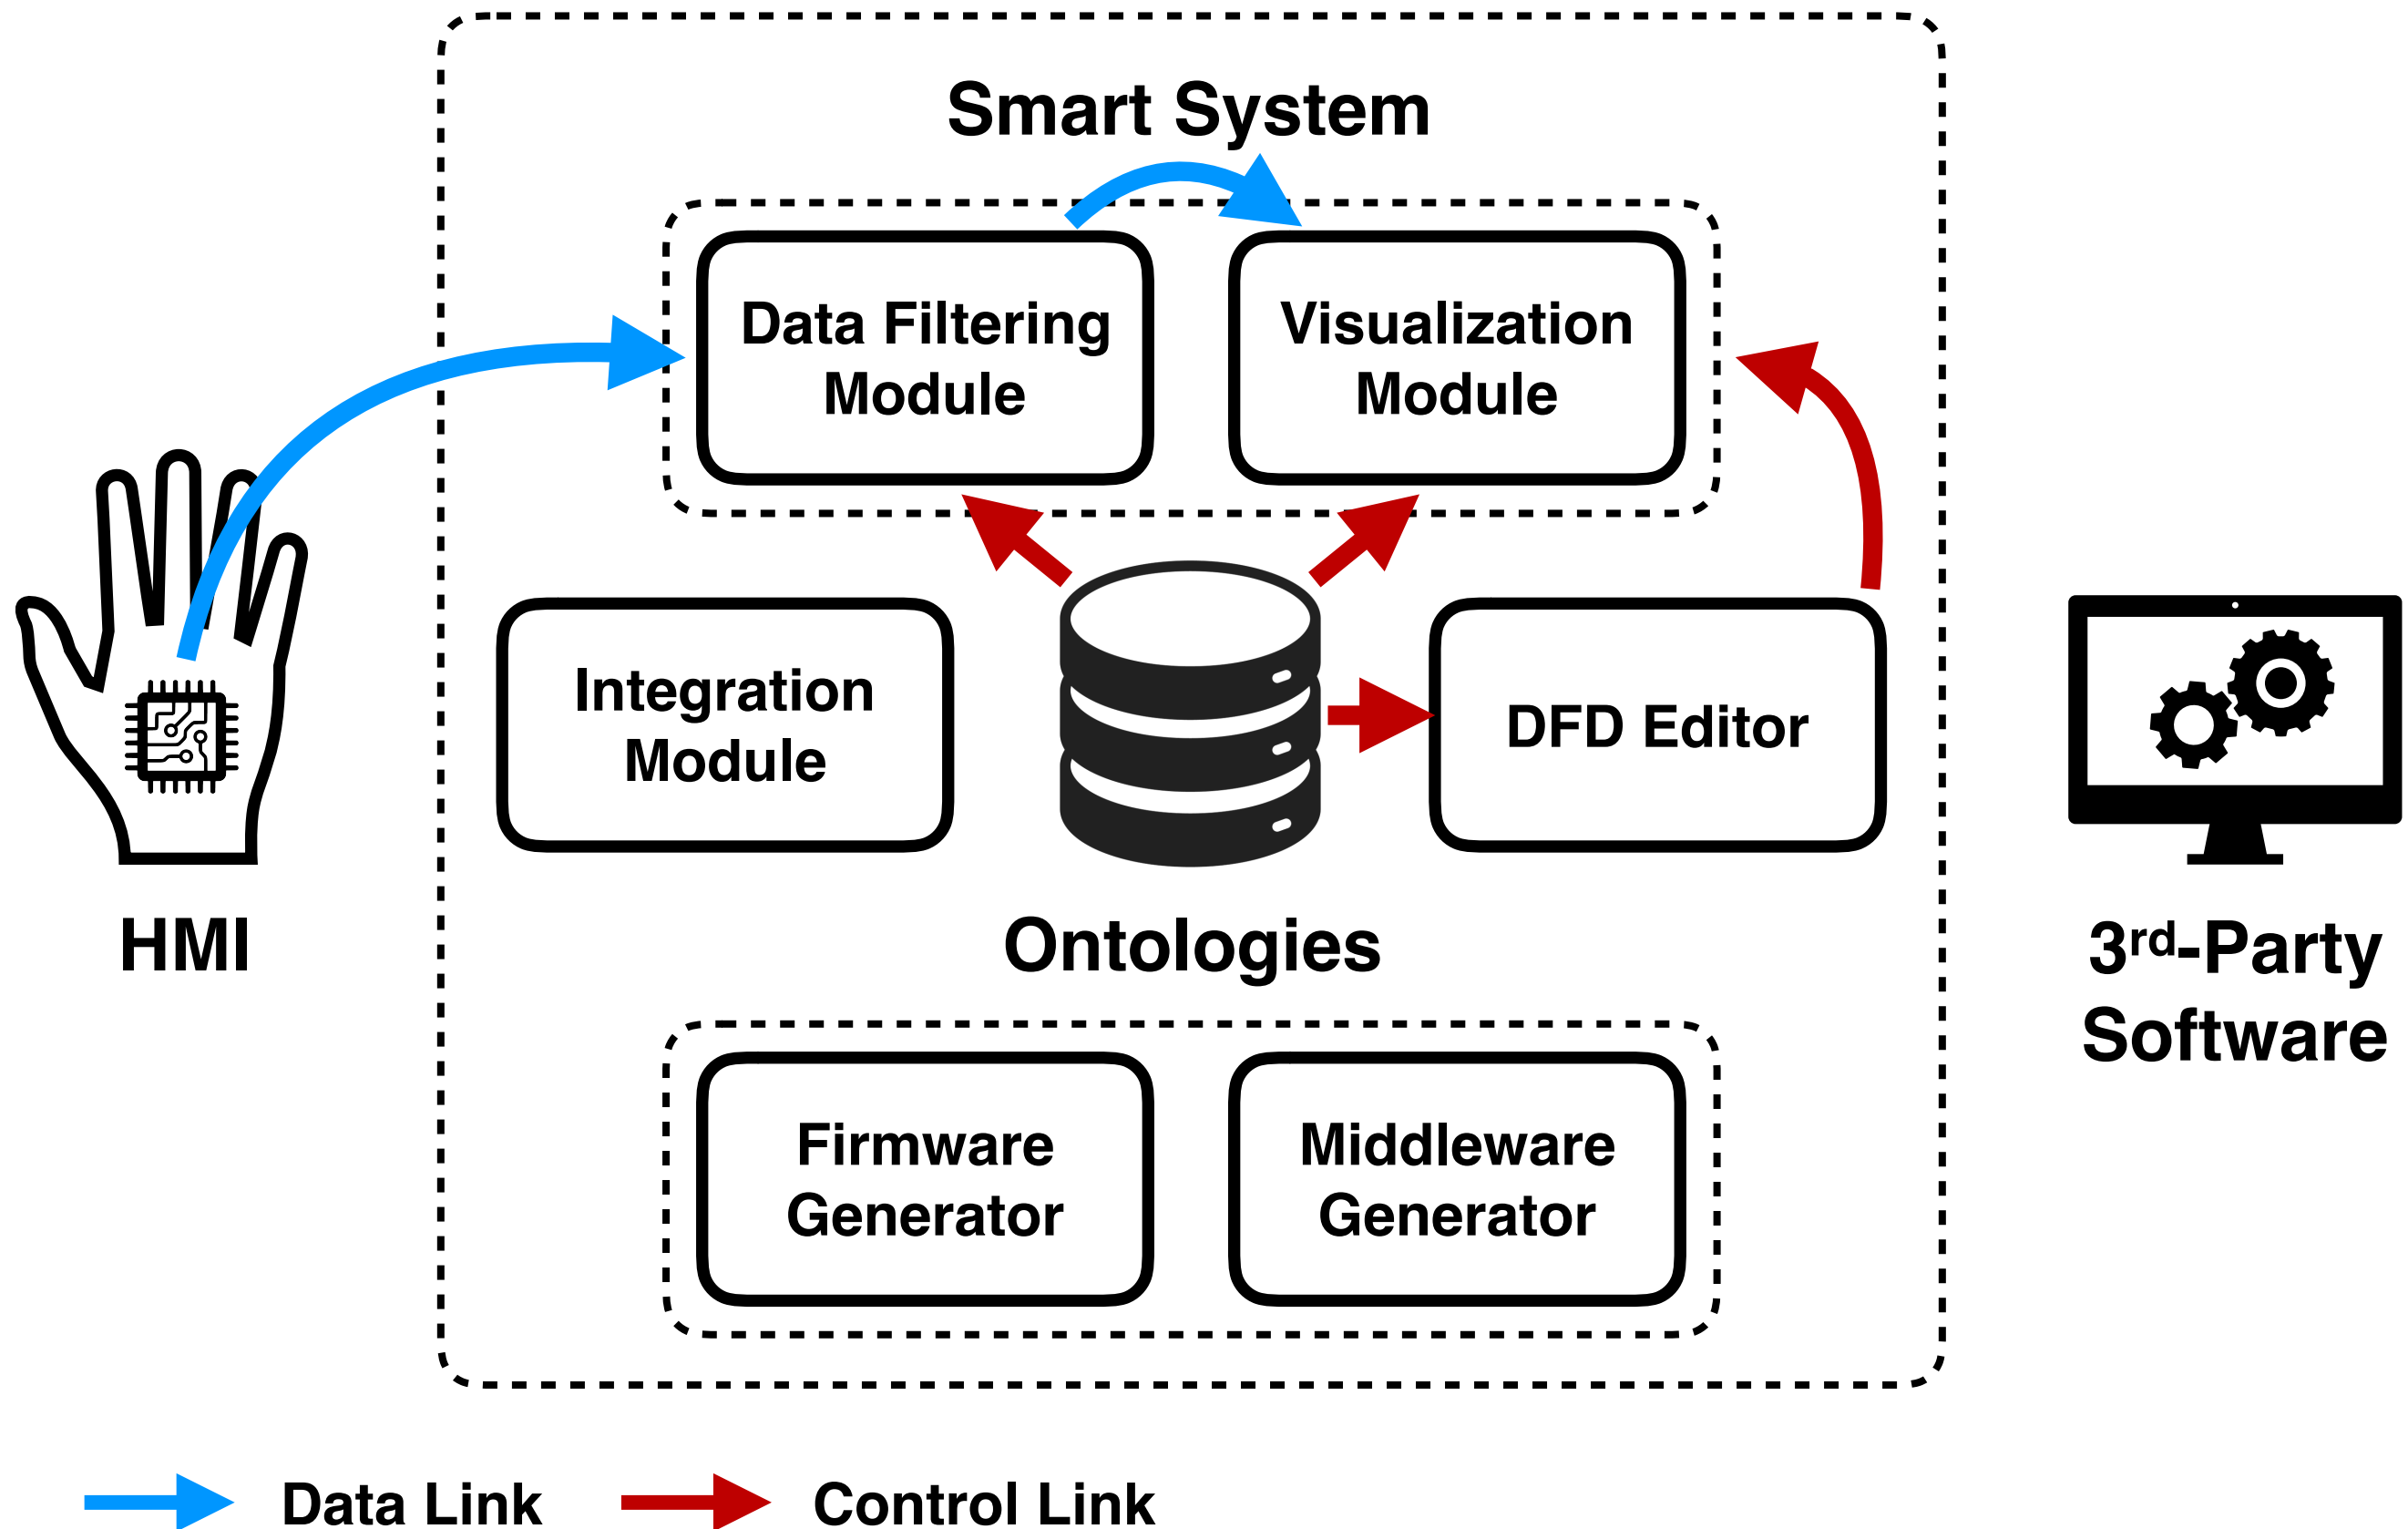 Smart System
Data Filtering
Module
Visualization
Module
Integration
Module
DFD Editor
HMI
Ontologies
3rd-Party
Software
Firmware
Generator
Middleware
Generator
Data Link
Control Link